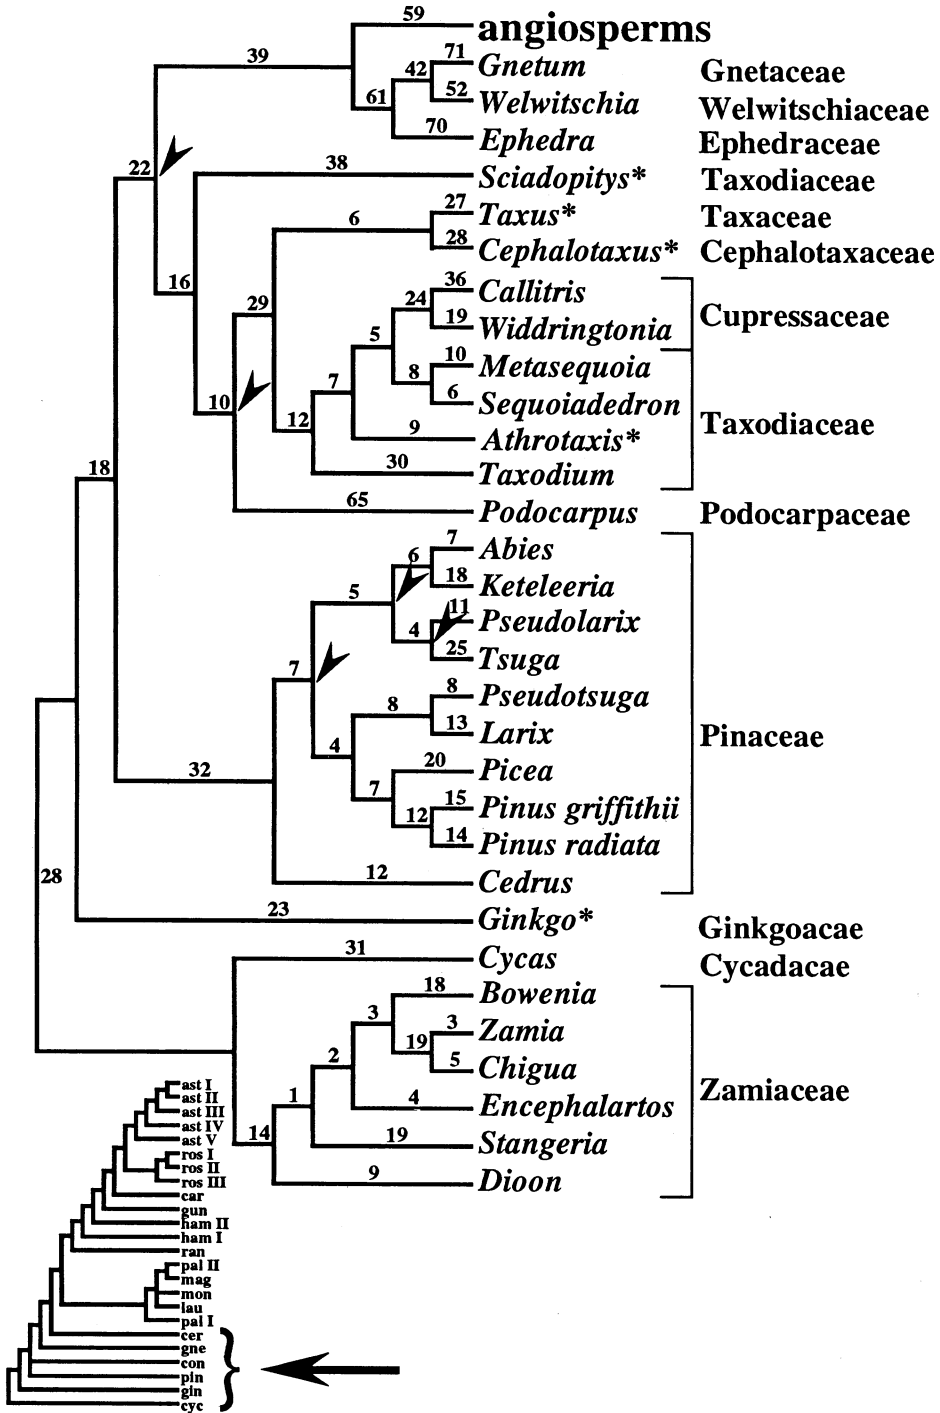 59
angiosperms
39
71
Gnetum Gnetaceae
42
52
Welwitschia Welwitschiaceae
61
70
Ephedra Ephedraceae
22
38
Sciadopitys* Taxodiaceae
27
Taxus* Taxaceae
6
28
Cephalotaxus* Cephalotaxaceae
16
36
Callitris
24
29
19
Widdringtonia
Cupressaceae
5
10
Metasequoia
8
7
6
Sequoiadedron
10
12
9
Athrotaxis*
Taxodiaceae
30
Taxodium
18
65
Podocarpus Podocarpaceae
7
Abies
6
18
Keteleeria
5
11
Pseudolarix
4
25
Tsuga
7
8
Pseudotsuga
8
13
Larix
Pinaceae
4
20
Picea
32
7
15
Pinus griffithii
12
14
Pinus radiata
12
Cedrus
28
23
Ginkgo* Ginkgoacae
31
Cycas Cycadacae
18
Bowenia
3
3
Zamia
19
2
5
Chigua
Zamiaceae
1
4
Encephalartos
14
19
Stangeria
9
Dioon
ast I
ast II
ast III
ast IV
ast V
ros I
ros II
ros III
car
gun
ham II
ham I
ran
pal II
mag
mon
lau
pal I
cer
gne
con
pin
gin
cyc